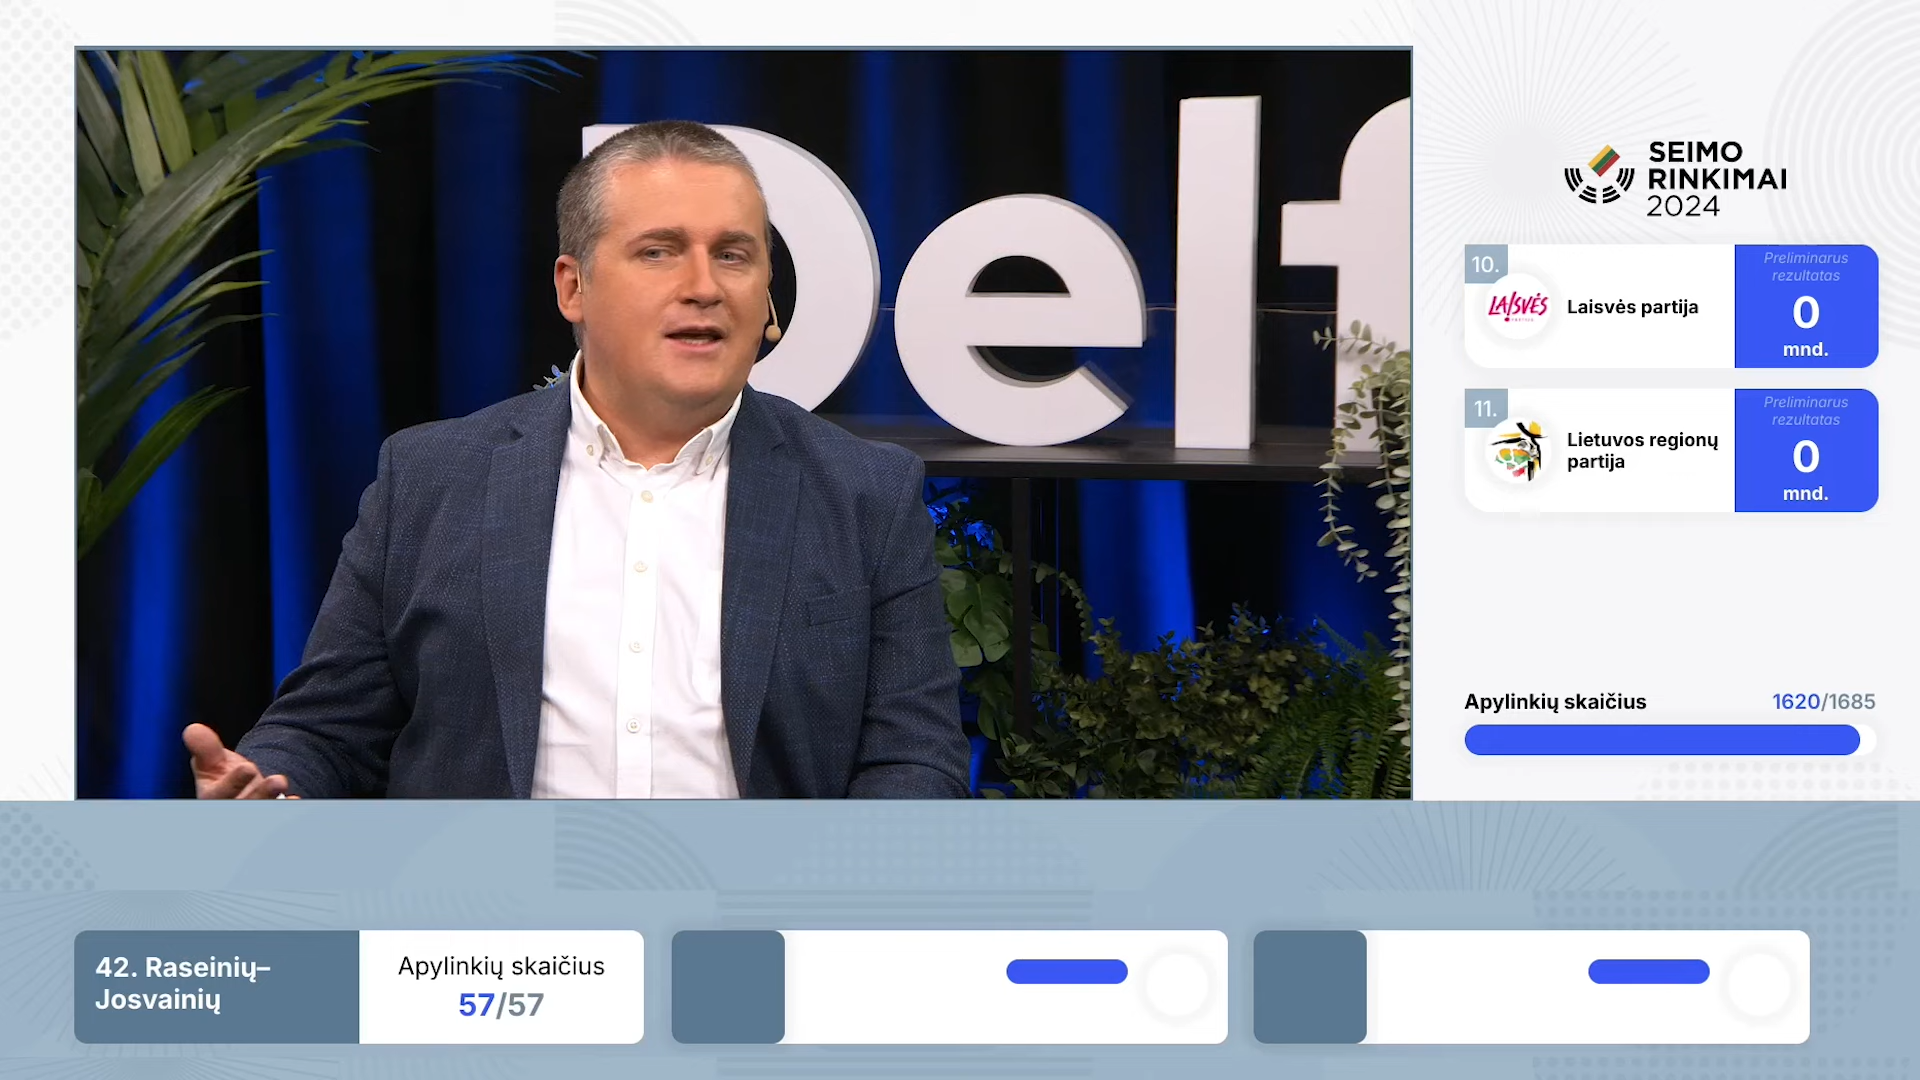 Delf
SEIMO
RINKIMAI
2024
10.
LAISVĖS
PARTIJA
Laisvės partija
Preliminarus
rezultatas
0
mnd.
11.
Lietuvos regionų
partija
Preliminarus
rezultatas
0
mnd.
Apylinkių skaičius
1620/1685
42. Raseinių–
Josvainių
Apylinkių skaičius
57/57